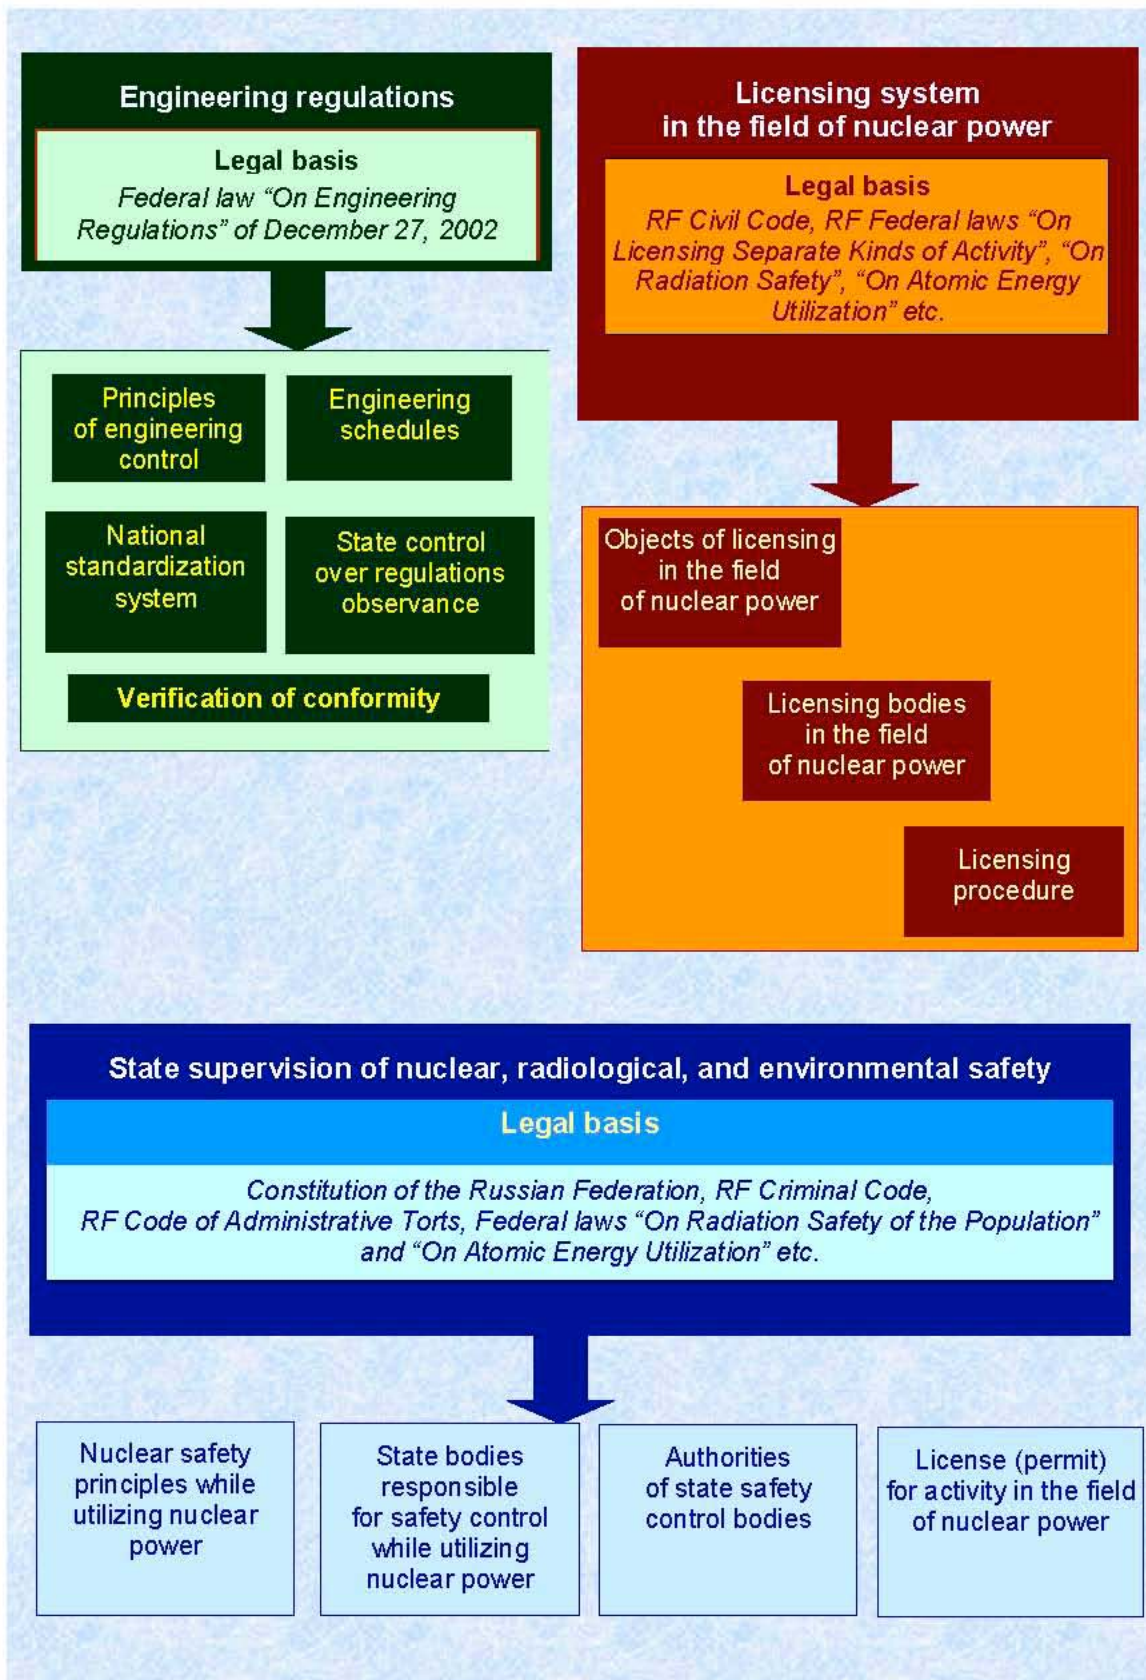 Engineering regulations
Legal basis
Federal law “On Engineering
Regulations” of December 27, 2002
Principles
of engineering
control
Engineering
schedules
National
standardization
system
State control
over regulations
observance
Verification of conformity
Licensing system
in the field of nuclear power
Legal basis
RF Civil Code, RF Federal laws “On
Licensing Separate Kinds of Activity”, “On
Radiation Safety”, “On Atomic Energy
Utilization” etc.
Objects of licensing
in the field
of nuclear power
Licensing bodies
in the field
of nuclear power
Licensing
procedure
State supervision of nuclear, radiological, and environmental safety
Legal basis
Constitution of the Russian Federation, RF Criminal Code,
RF Code of Administrative Torts, Federal laws “On Radiation Safety of the Population”
and “On Atomic Energy Utilization” etc.
Nuclear safety
principles while
utilizing nuclear
power
State bodies
responsible
for safety control
while utilizing
nuclear power
Authorities
of state safety
control bodies
License (permit)
for activity in the field
of nuclear power